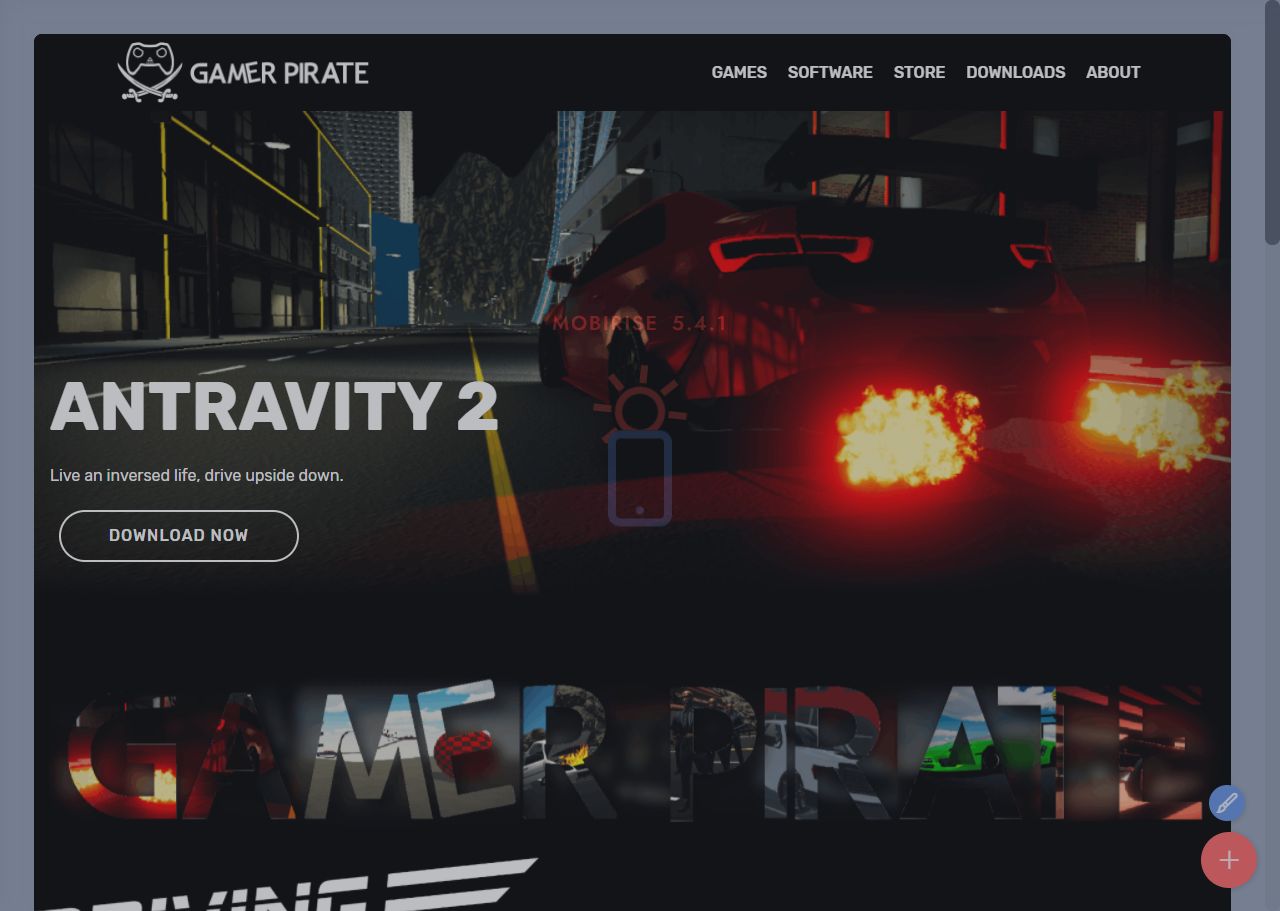 GAMER PIRATE
GAMES SOFTWARE STORE DOWNLOADS ABOUT
MOBIRISE 5.4.1
ANTRAVITY 2
Live an inversed life, drive upside down.
DOWNLOAD NOW
GAMER PIRATE
DRIVING